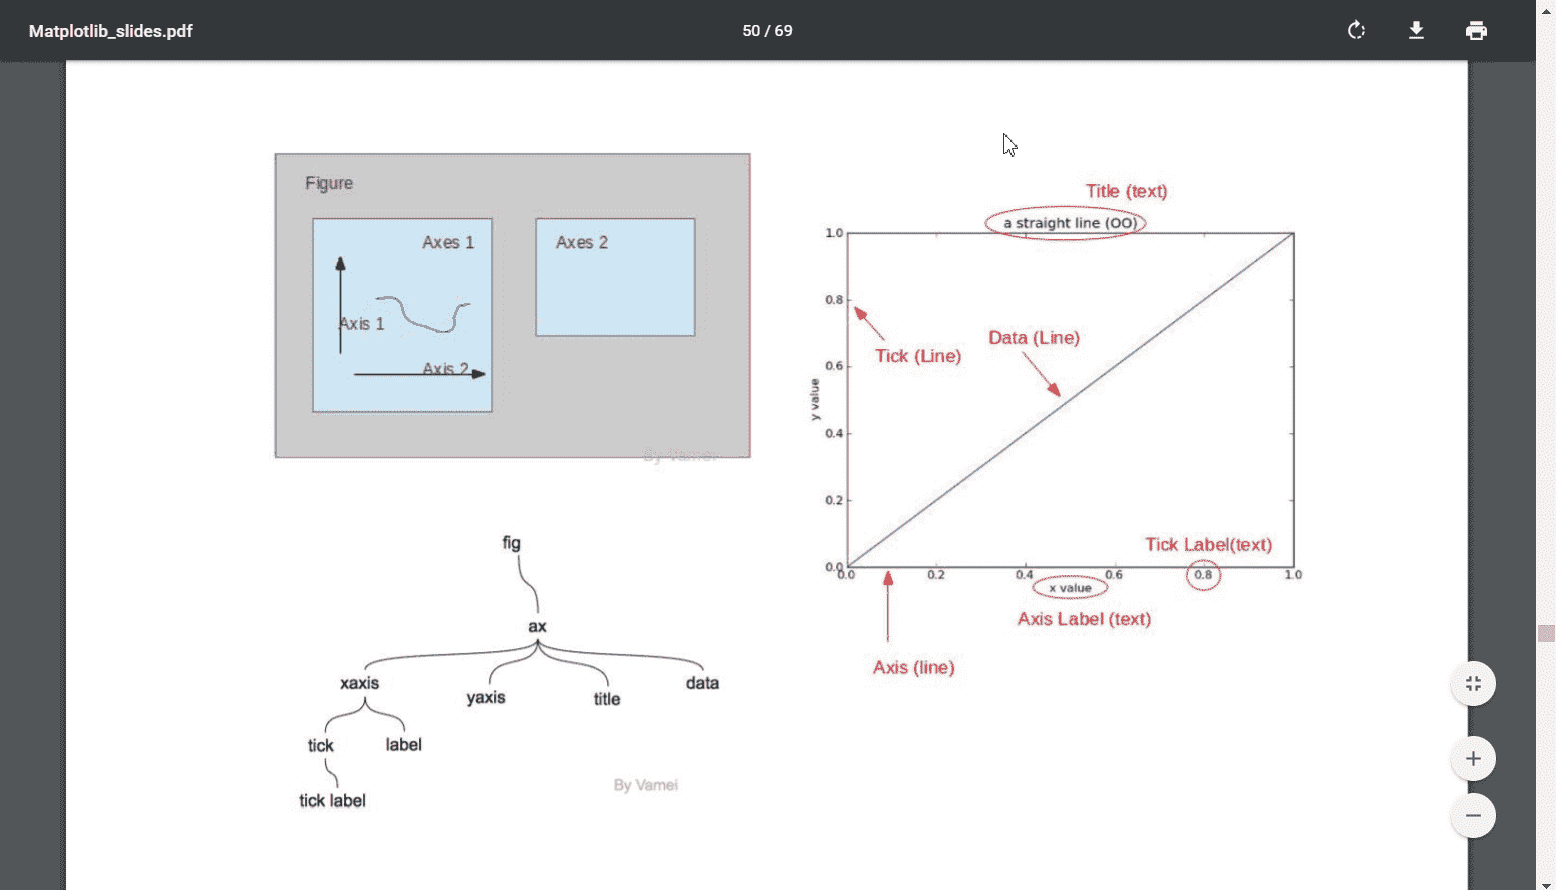 Matplotlib_slides.pdf
50 / 69
Figure
Axes 1
Axes 2
Axis 1
Axis 2
By Vamei
Title (text)
a straight line (OO)
1.0
0.8
Tick (Line)
Data (Line)
0.6
y value
0.4
0.2
Tick Label(text)
0.0
0.0 0.2 0.4 0.6 0.8 1.0
x value
Axis Label (text)
Axis (line)
fig
ax
xaxis yaxis title data
tick label
tick label
By Vamei